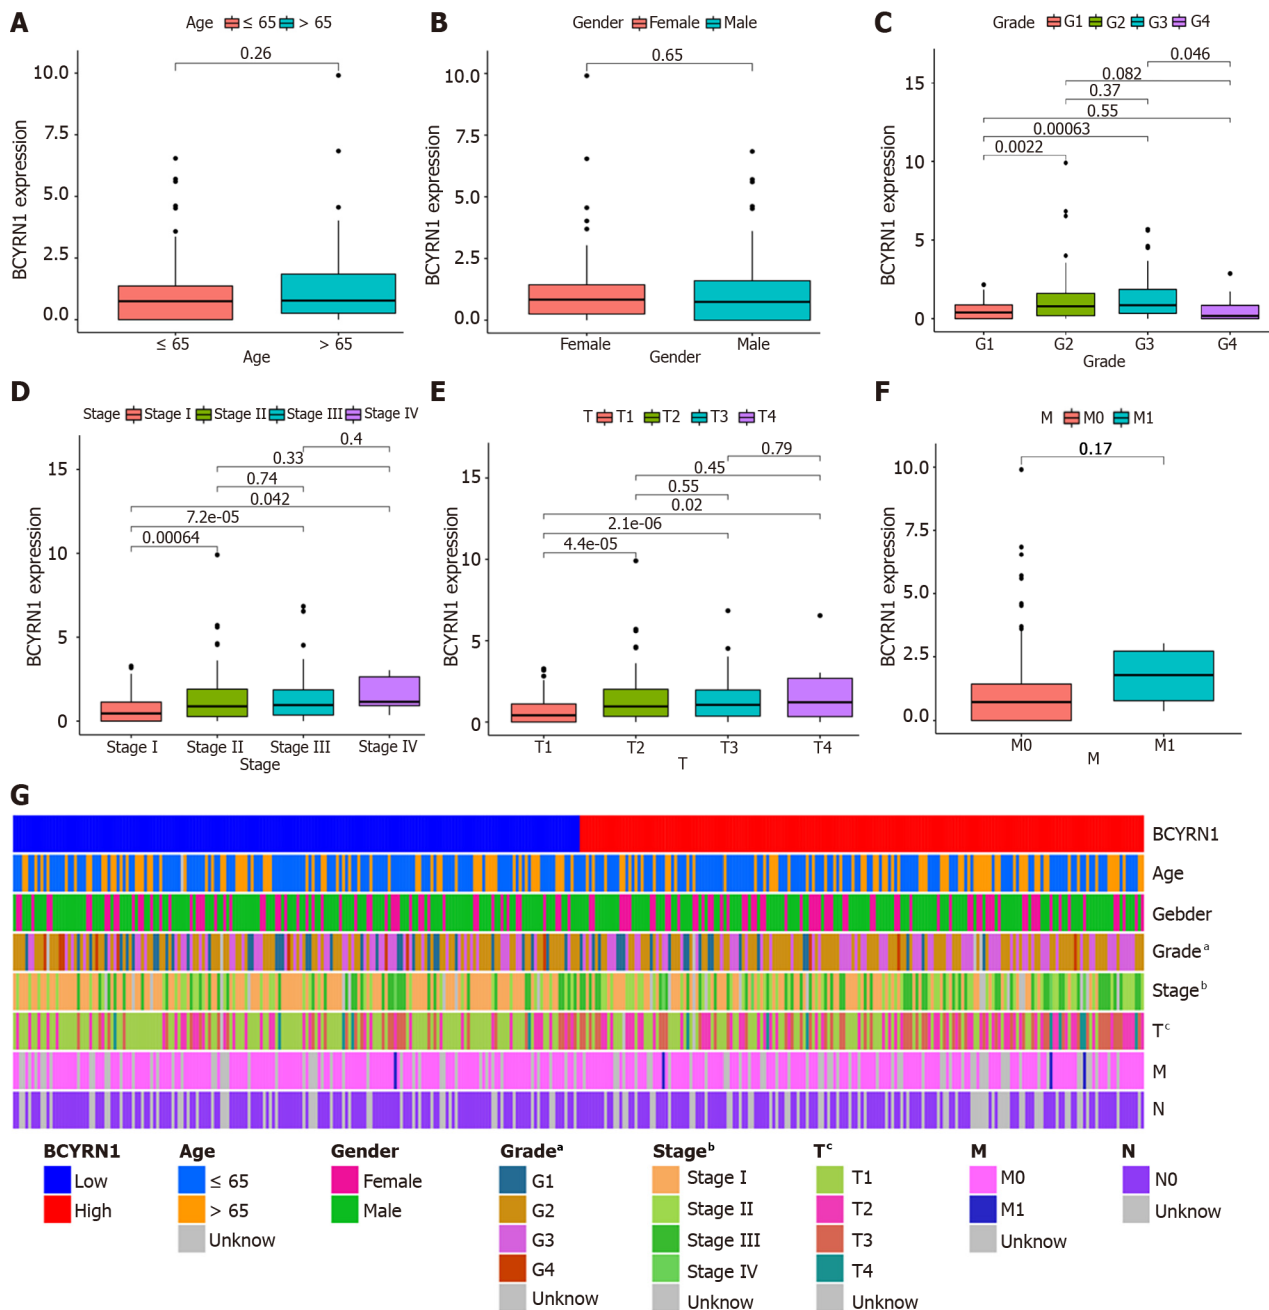 A
Age ≤ 65 > 65
BCYRN1 expression
10.0
7.5
5.0
2.5
0.0
0.26
≤ 65 > 65
Age
B
Gender Female Male
BCYRN1 expression
10.0
7.5
5.0
2.5
0.0
0.65
Female Male
Gender
C
Grade G1 G2 G3 G4
BCYRN1 expression
15
10
5
0
0.046
0.082
0.37
0.55
0.00063
0.0022
G1 G2 G3 G4
Grade
D
Stage Stage I Stage II Stage III Stage IV
BCYRN1 expression
15
10
5
0
0.4
0.33
0.74
0.042
7.2e-05
0.00064
Stage I Stage II Stage III Stage IV
Stage
E
T T1 T2 T3 T4
BCYRN1 expression
15
10
5
0
0.79
0.45
0.55
0.02
2.1e-06
4.4e-05
T1 T2 T3 T4
T
F
M M0 M1
BCYRN1 expression
10.0
7.5
5.0
2.5
0.0
0.17
M0 M1
M
G
BCYRN1
Age
Gebder
Gradeᵃ
Stageᵇ
Tᶜ
M
N
BCYRN1
Low
High
Age
≤ 65
> 65
Unknow
Gender
Female
Male
Gradeᵃ
G1
G2
G3
G4
Unknow
Stageᵇ
Stage I
Stage II
Stage III
Stage IV
Unknow
Tᶜ
T1
T2
T3
T4
Unknow
M
M0
M1
Unknow
N
N0
Unknow